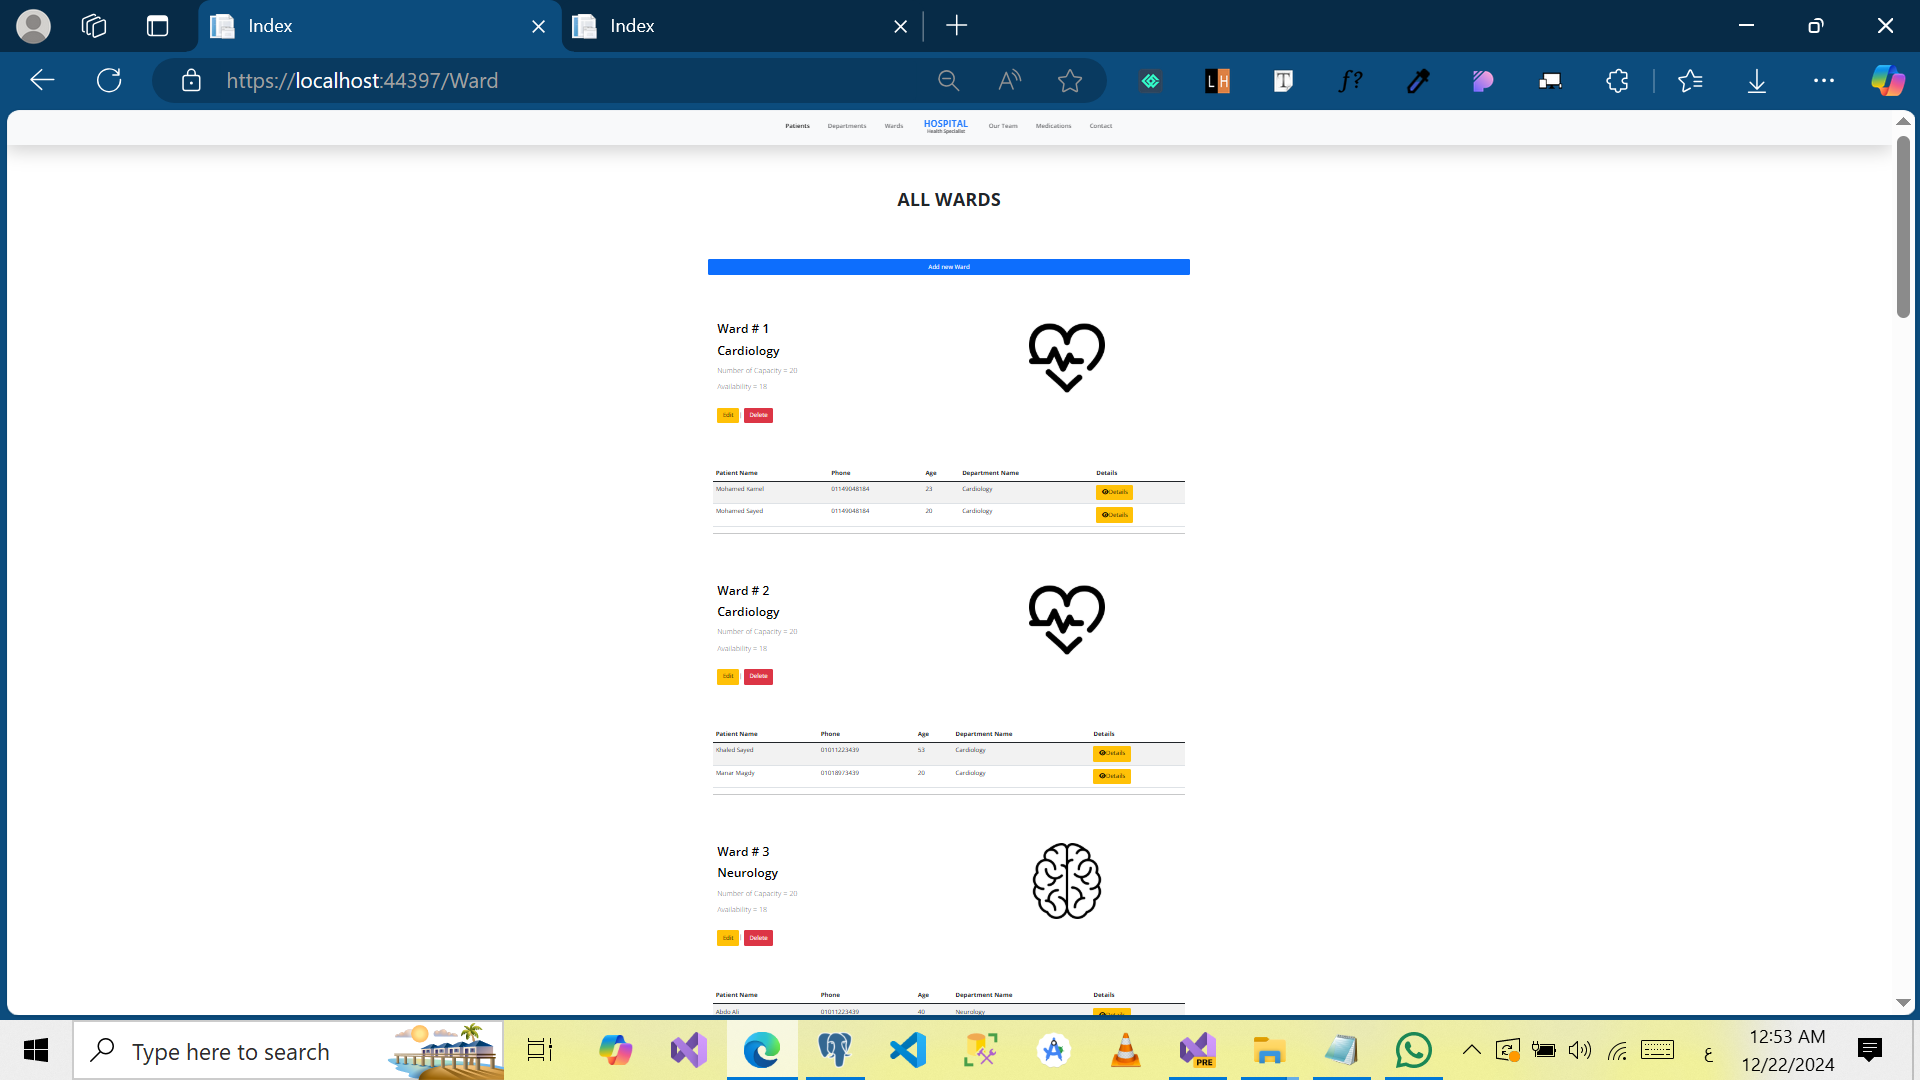 Index
Index
https://localhost:44397/Ward
Patients Departments Wards HOSPITAL Health Specialist Our Team Medications Contact
ALL WARDS
Add new Ward
Ward # 1
Cardiology
Number of Capacity = 20
Availability = 18
Edit | Delete
Patient Name Phone Age Department Name Details
Mohamed Kamel 01149048184 23 Cardiology Details
Mohamed Sayed 01149048184 20 Cardiology Details
Ward # 2
Cardiology
Number of Capacity = 20
Availability = 18
Edit | Delete
Patient Name Phone Age Department Name Details
Khaled Sayed 01011223439 53 Cardiology Details
Manar Magdy 01018973439 20 Cardiology Details
Ward # 3
Neurology
Number of Capacity = 20
Availability = 18
Edit | Delete
Patient Name Phone Age Department Name Details
Abdo Ali 01011223439 40 Neurology Details
Type here to search
PRE
ع
12:53 AM
12/22/2024